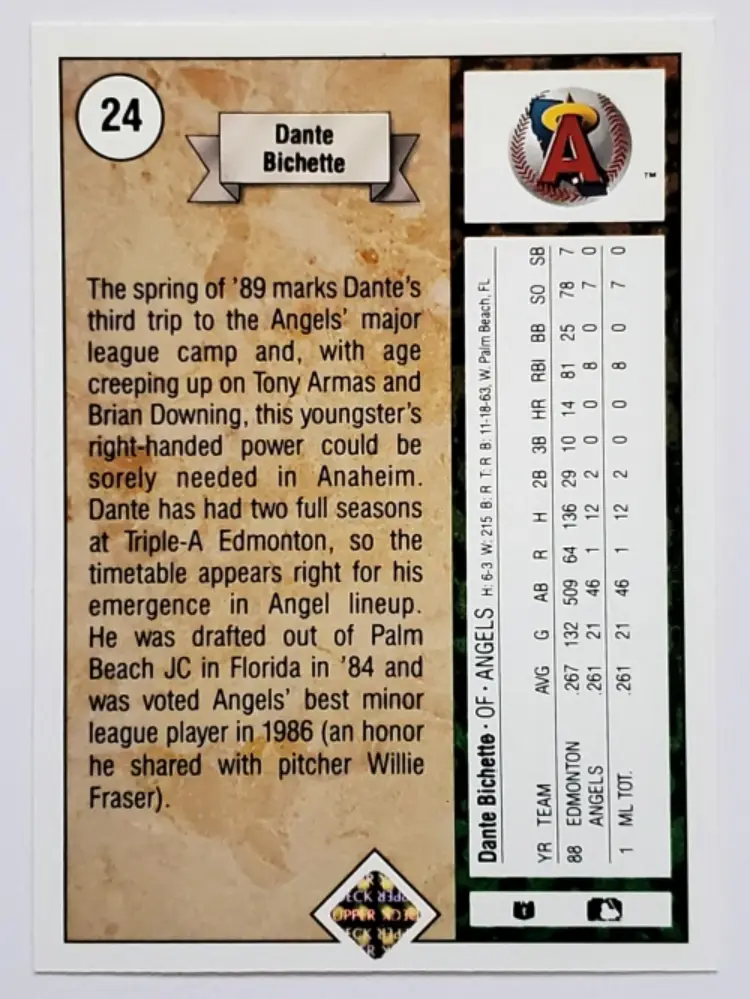 24
Dante
Bichette
The spring of '89 marks Dante's
third trip to the Angels' major
league camp and, with age
creeping up on Tony Armas and
Brian Downing, this youngster's
right-handed power could be
sorely needed in Anaheim.
Dante has had two full seasons
at Triple-A Edmonton, so the
timetable appears right for his
emergence in Angel lineup.
He was drafted out of Palm
Beach JC in Florida in '84 and
was voted Angels' best minor
league player in 1986 (an honor
he shared with pitcher Willie
Fraser).
A
TM
Dante Bichette · OF · ANGELS H: 6-3 W: 215 B: R T: R B: 11-18-63, W. Palm Beach, FL
YR TEAM AVG G AB R H 2B 3B HR RBI BB SO SB
88 EDMONTON .267 132 509 64 136 29 10 14 81 25 78 7
ANGELS .261 21 46 1 12 2 0 0 8 0 7 0
1 ML TOT. .261 21 46 1 12 2 0 0 8 0 7 0
UPPER DECK